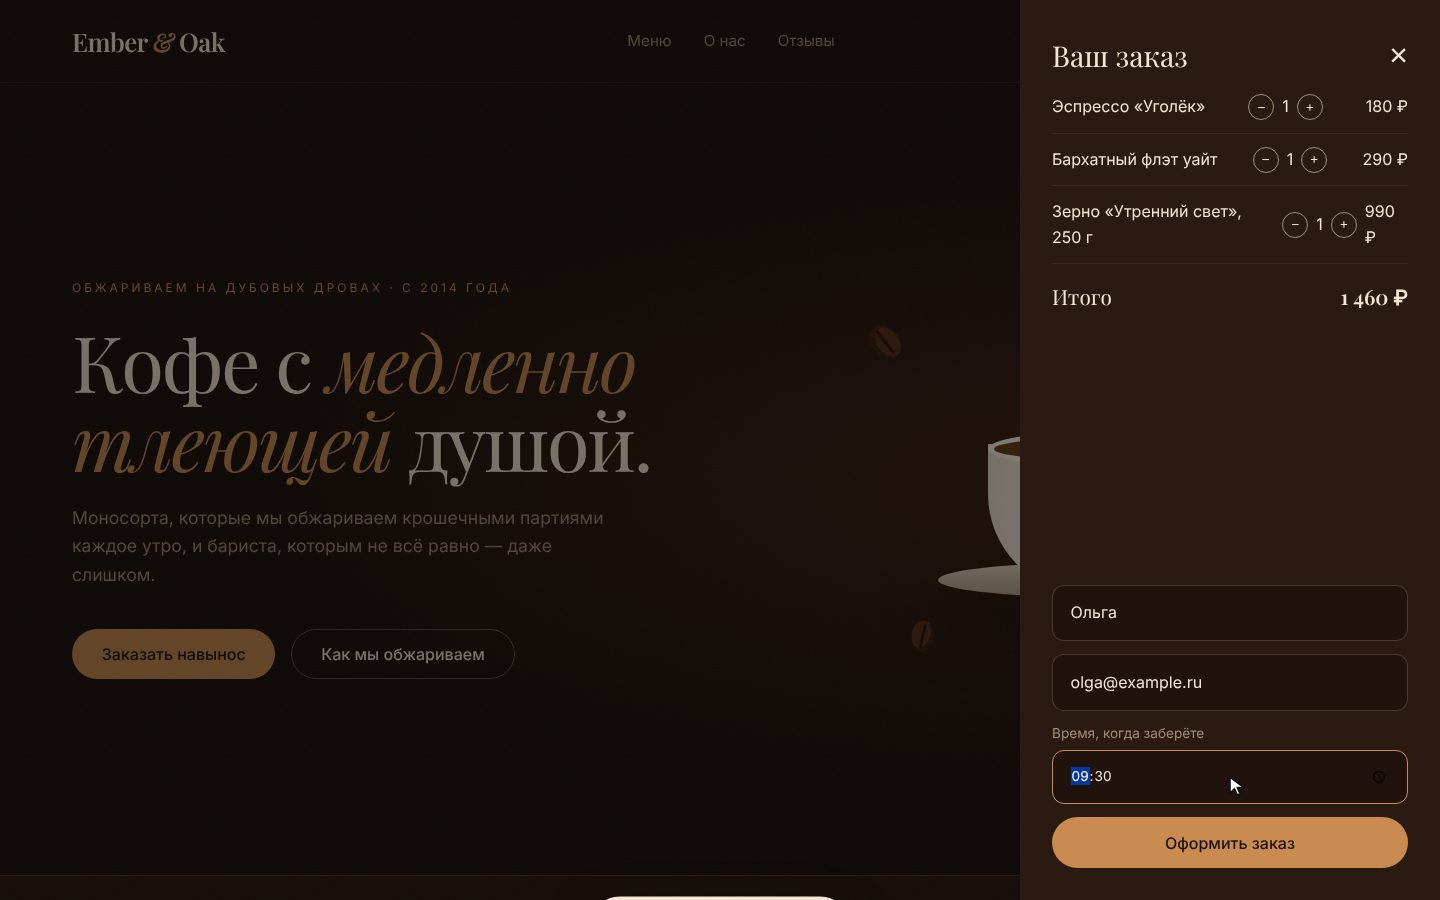 Ember & Oak
Меню
О нас
Отзывы
ОБЖАРИВАЕМ НА ДУБОВЫХ ДРОВАХ · С 2014 ГОДА
Кофе с медленно
тлеющей душой.
Моносорта, которые мы обжариваем крошечными партиями
каждое утро, и бариста, которым не всё равно — даже
слишком.
Заказать навынос
Как мы обжариваем
Ваш заказ
✕
Эспрессо «Уголёк» − 1 + 180 ₽
Бархатный флэт уайт − 1 + 290 ₽
Зерно «Утренний свет»,
250 г − 1 + 990
₽
Итого 1 460 ₽
Ольга
olga@example.ru
Время, когда заберёте
09:30
Оформить заказ